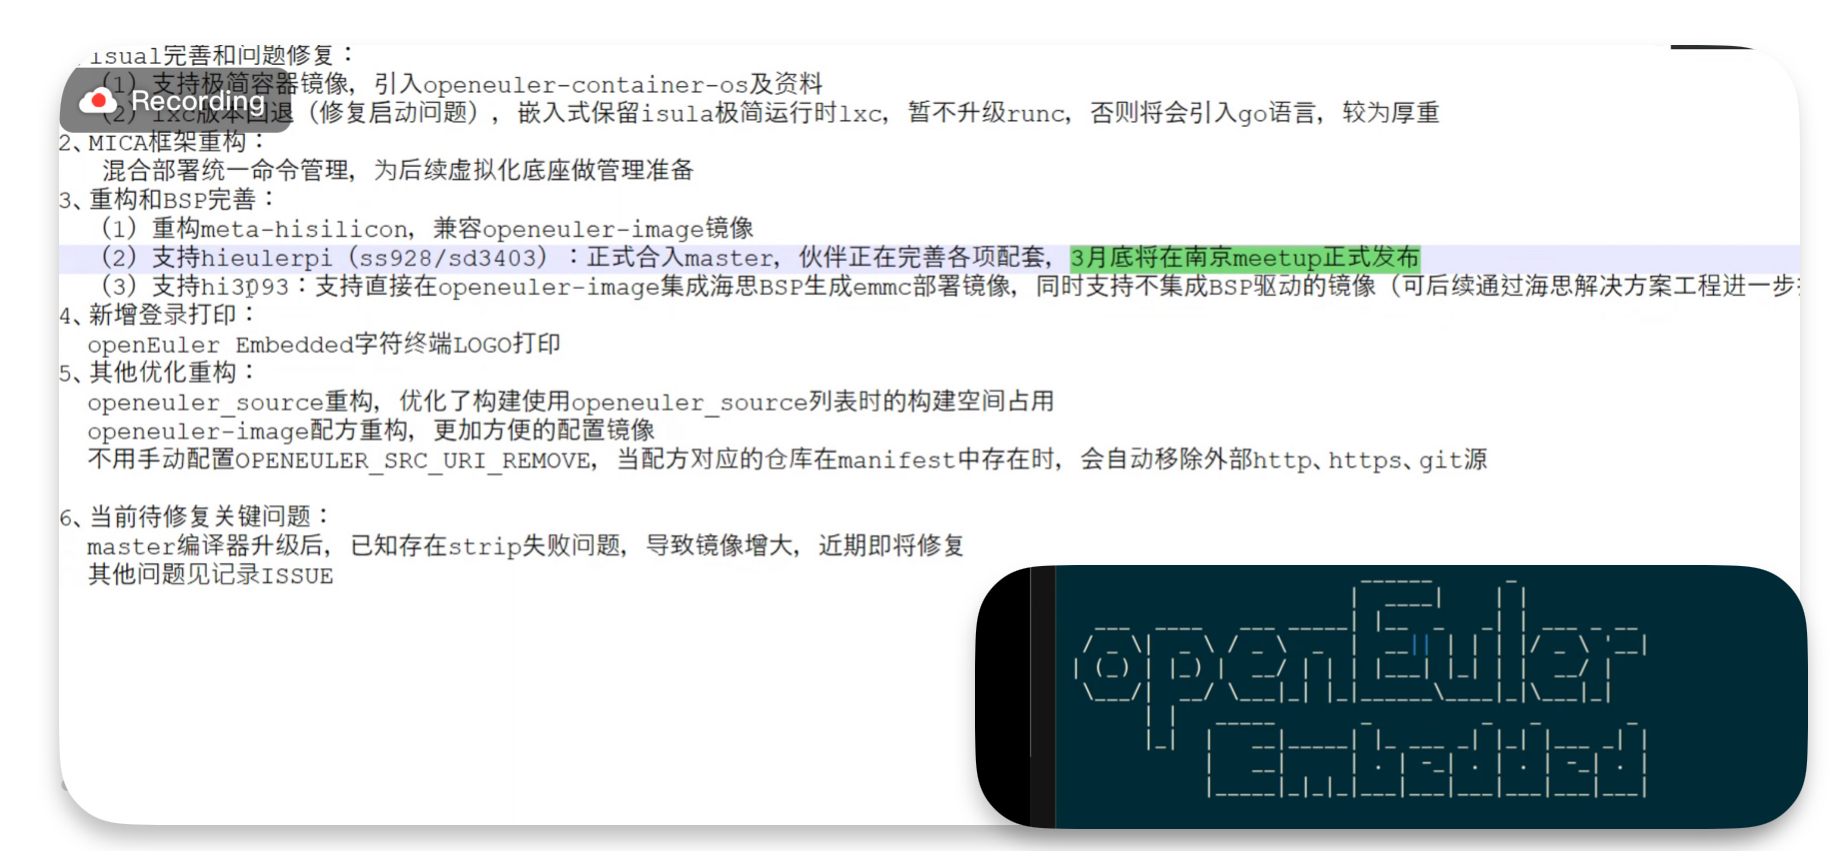 isual完善和问题修复：
（1）支持极简容器镜像，引入openeuler-container-os及资料
Recording
（2）lxc版本回退（修复启动问题），嵌入式保留isula极简运行时lxc，暂不升级runc，否则将会引入go语言，较为厚重
2、MICA框架重构：
混合部署统一命令管理，为后续虚拟化底座做管理准备
3、重构和BSP完善：
（1）重构meta-hisilicon，兼容openeuler-image镜像
（2）支持hieulerpi（ss928/sd3403）：正式合入master，伙伴正在完善各项配套，3月底将在南京meetup正式发布
（3）支持hi3093：支持直接在openeuler-image集成海思BSP生成emmc部署镜像，同时支持不集成BSP驱动的镜像（可后续通过海思解决方案工程进一步
4、新增登录打印：
openEuler Embedded字符终端LOGO打印
5、其他优化重构：
openeuler_source重构，优化了构建使用openeuler_source列表时的构建空间占用
openeuler-image配方重构，更加方便的配置镜像
不用手动配置OPENEULER_SRC_URI_REMOVE，当配方对应的仓库在manifest中存在时，会自动移除外部http、https、git源
6、当前待修复关键问题：
master编译器升级后，已知存在strip失败问题，导致镜像增大，近期即将修复
其他问题见记录ISSUE
openEuler
Embedded